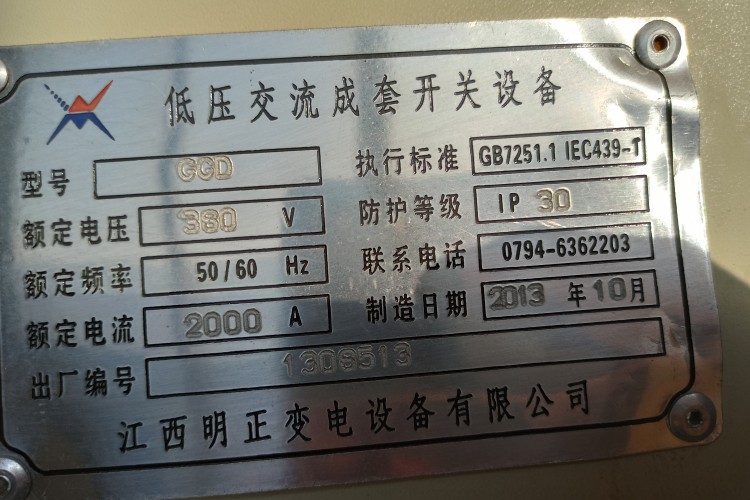 低压交流成套开关设备
型号 GGD 执行标准 GB7251.1 IEC439-1
额定电压 380 V 防护等级 IP 30
额定频率 50/60 Hz 联系电话 0794-6362203
额定电流 2000 A 制造日期 2013 年 10 月
出厂编号 1308513
江西明正变电设备有限公司